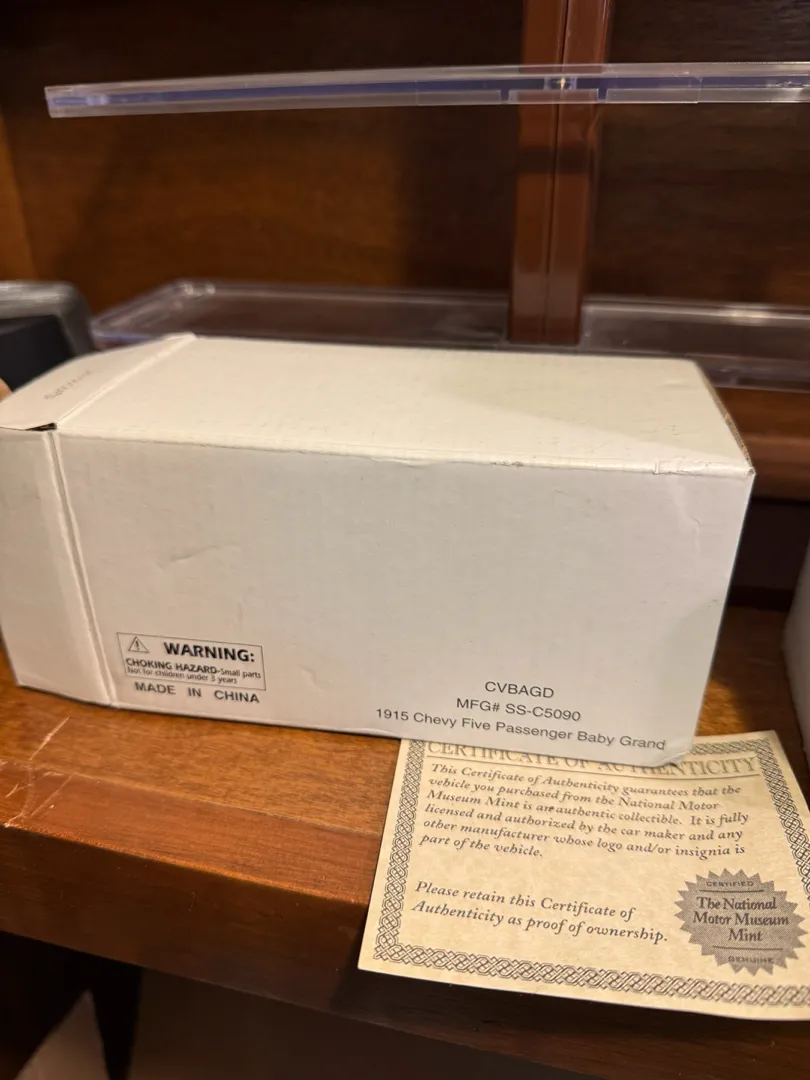 WARNING:
CHOKING HAZARD-Small parts
Not for children under 3 years
MADE IN CHINA
CVBAGD
MFG# SS-C5090
1915 Chevy Five Passenger Baby Grand
CERTIFICATE OF AUTHENTICITY
This Certificate of Authenticity guarantees that the
vehicle you purchased from the National Motor
Museum Mint is an authentic collectible. It is fully
licensed and authorized by the car maker and any
other manufacturer whose logo and/or insignia is
part of the vehicle.
Please retain this Certificate of
Authenticity as proof of ownership.
CERTIFIED
The National
Motor Museum
Mint
GENUINE